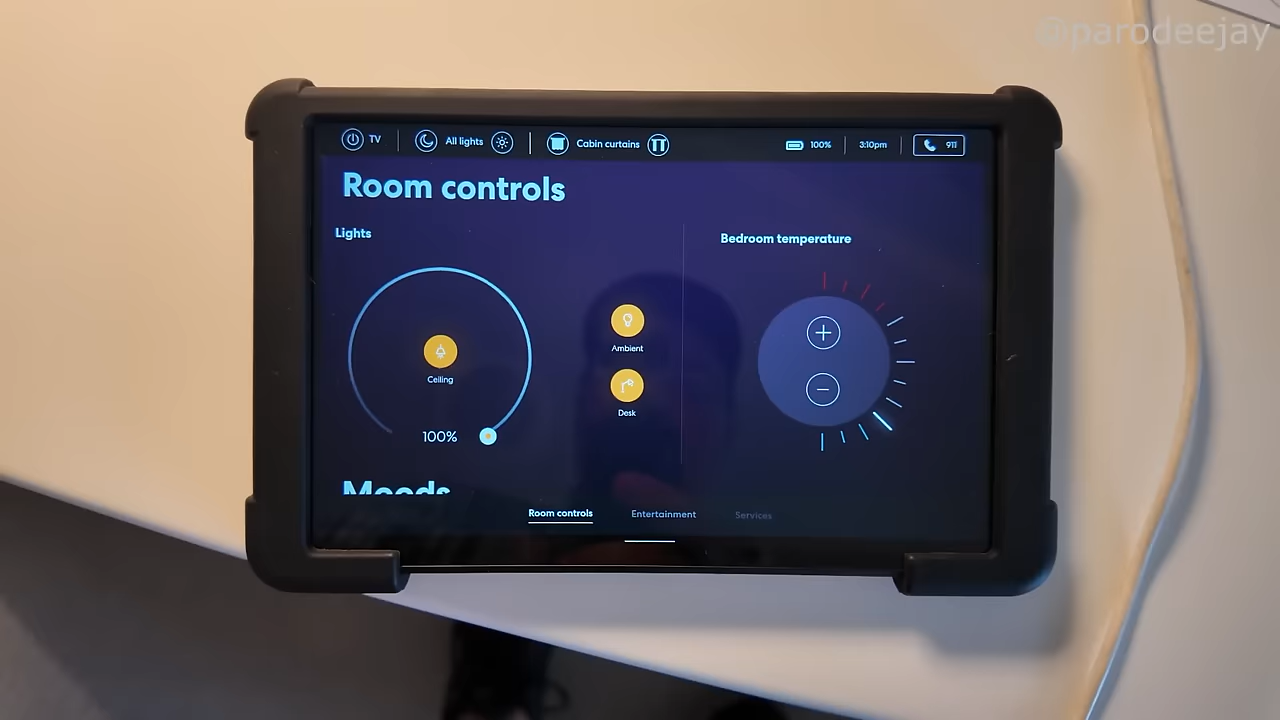 @parodeejay
TV
All lights
Cabin curtains
100%
3:10pm
911
Room controls
Lights
Bedroom temperature
Ceiling
Ambient
Desk
100%
Moods
Room controls
Entertainment
Services